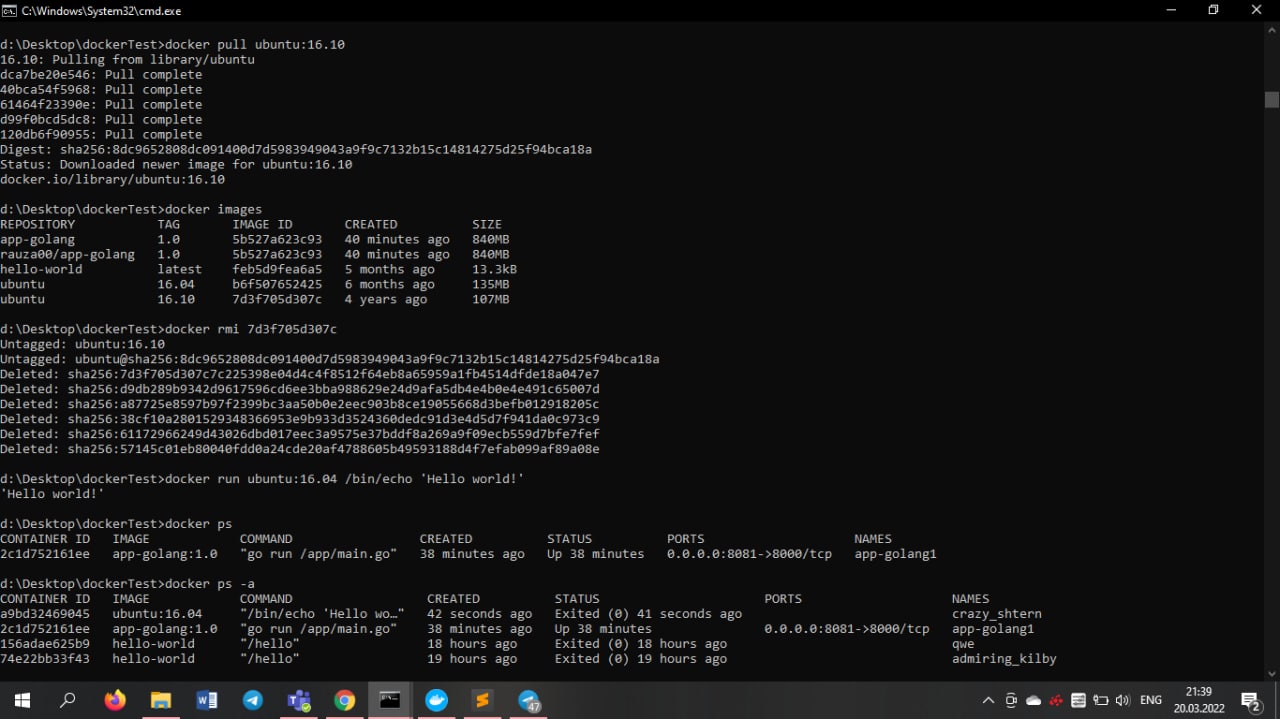 C:\Windows\System32\cmd.exe
d:\Desktop\dockerTest>docker pull ubuntu:16.10
16.10: Pulling from library/ubuntu
dca7be20e546: Pull complete
40bca54f5968: Pull complete
61464f23390e: Pull complete
d99f0bcd5dc8: Pull complete
120db6f90955: Pull complete
Digest: sha256:8dc9652808dc091400d7d5983949043a9f9c7132b15c14814275d25f94bca18a
Status: Downloaded newer image for ubuntu:16.10
docker.io/library/ubuntu:16.10
d:\Desktop\dockerTest>docker images
REPOSITORY TAG IMAGE ID CREATED SIZE
app-golang 1.0 5b527a623c93 40 minutes ago 840MB
rauza00/app-golang 1.0 5b527a623c93 40 minutes ago 840MB
hello-world latest feb5d9fea6a5 5 months ago 13.3kB
ubuntu 16.04 b6f507652425 6 months ago 135MB
ubuntu 16.10 7d3f705d307c 4 years ago 107MB
d:\Desktop\dockerTest>docker rmi 7d3f705d307c
Untagged: ubuntu:16.10
Untagged: ubuntu@sha256:8dc9652808dc091400d7d5983949043a9f9c7132b15c14814275d25f94bca18a
Deleted: sha256:7d3f705d307c7c225398e04d4c4f8512f64eb8a65959a1fb4514dfde18a047e7
Deleted: sha256:d9db289b9342d9617596cd6ee3bba988629e24d9afa5db4e4b0e4e491c65007d
Deleted: sha256:a87725e8597b97f2399bc3aa50b0e2eec903b8ce19055668d3befb012918205c
Deleted: sha256:38cf10a2801529348366953e9b933d3524360dedc91d3e4d5d7f941da0c973c9
Deleted: sha256:61172966249d43026dbd017eec3a9575e37bddf8a269a9f09ecb559d7bfe7fef
Deleted: sha256:57145c01eb80040fdd0a24cde20af4788605b49593188d4f7efab099af89a08e
d:\Desktop\dockerTest>docker run ubuntu:16.04 /bin/echo 'Hello world!'
'Hello world!'
d:\Desktop\dockerTest>docker ps
CONTAINER ID IMAGE COMMAND CREATED STATUS PORTS NAMES
2c1d752161ee app-golang:1.0 "go run /app/main.go" 38 minutes ago Up 38 minutes 0.0.0.0:8081->8000/tcp app-golang1
d:\Desktop\dockerTest>docker ps -a
CONTAINER ID IMAGE COMMAND CREATED STATUS PORTS NAMES
a9bd32469045 ubuntu:16.04 "/bin/echo 'Hello wo…" 42 seconds ago Exited (0) 41 seconds ago crazy_shtern
2c1d752161ee app-golang:1.0 "go run /app/main.go" 38 minutes ago Up 38 minutes 0.0.0.0:8081->8000/tcp app-golang1
156adae625b9 hello-world "/hello" 18 hours ago Exited (0) 18 hours ago qwe
74e22bb33f43 hello-world "/hello" 19 hours ago Exited (0) 19 hours ago admiring_kilby
47
ENG
21:39
20.03.2022
2